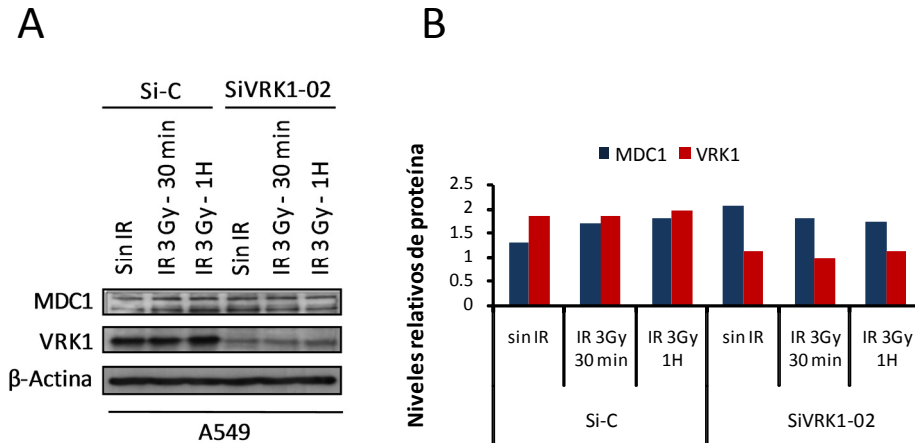 A
Si-C SiVRK1-02
Sin IR
IR 3 Gy - 30 min
IR 3 Gy - 1H
Sin IR
IR 3 Gy - 30 min
IR 3 Gy - 1H
MDC1
VRK1
β-Actina
A549
B
MDC1 VRK1
Niveles relativos de proteína
2.5
2
1.5
1
0.5
0
sin IR
IR 3Gy
30 min
IR 3Gy
1H
sin IR
IR 3Gy
30 min
IR 3Gy
1H
Si-C SiVRK1-02